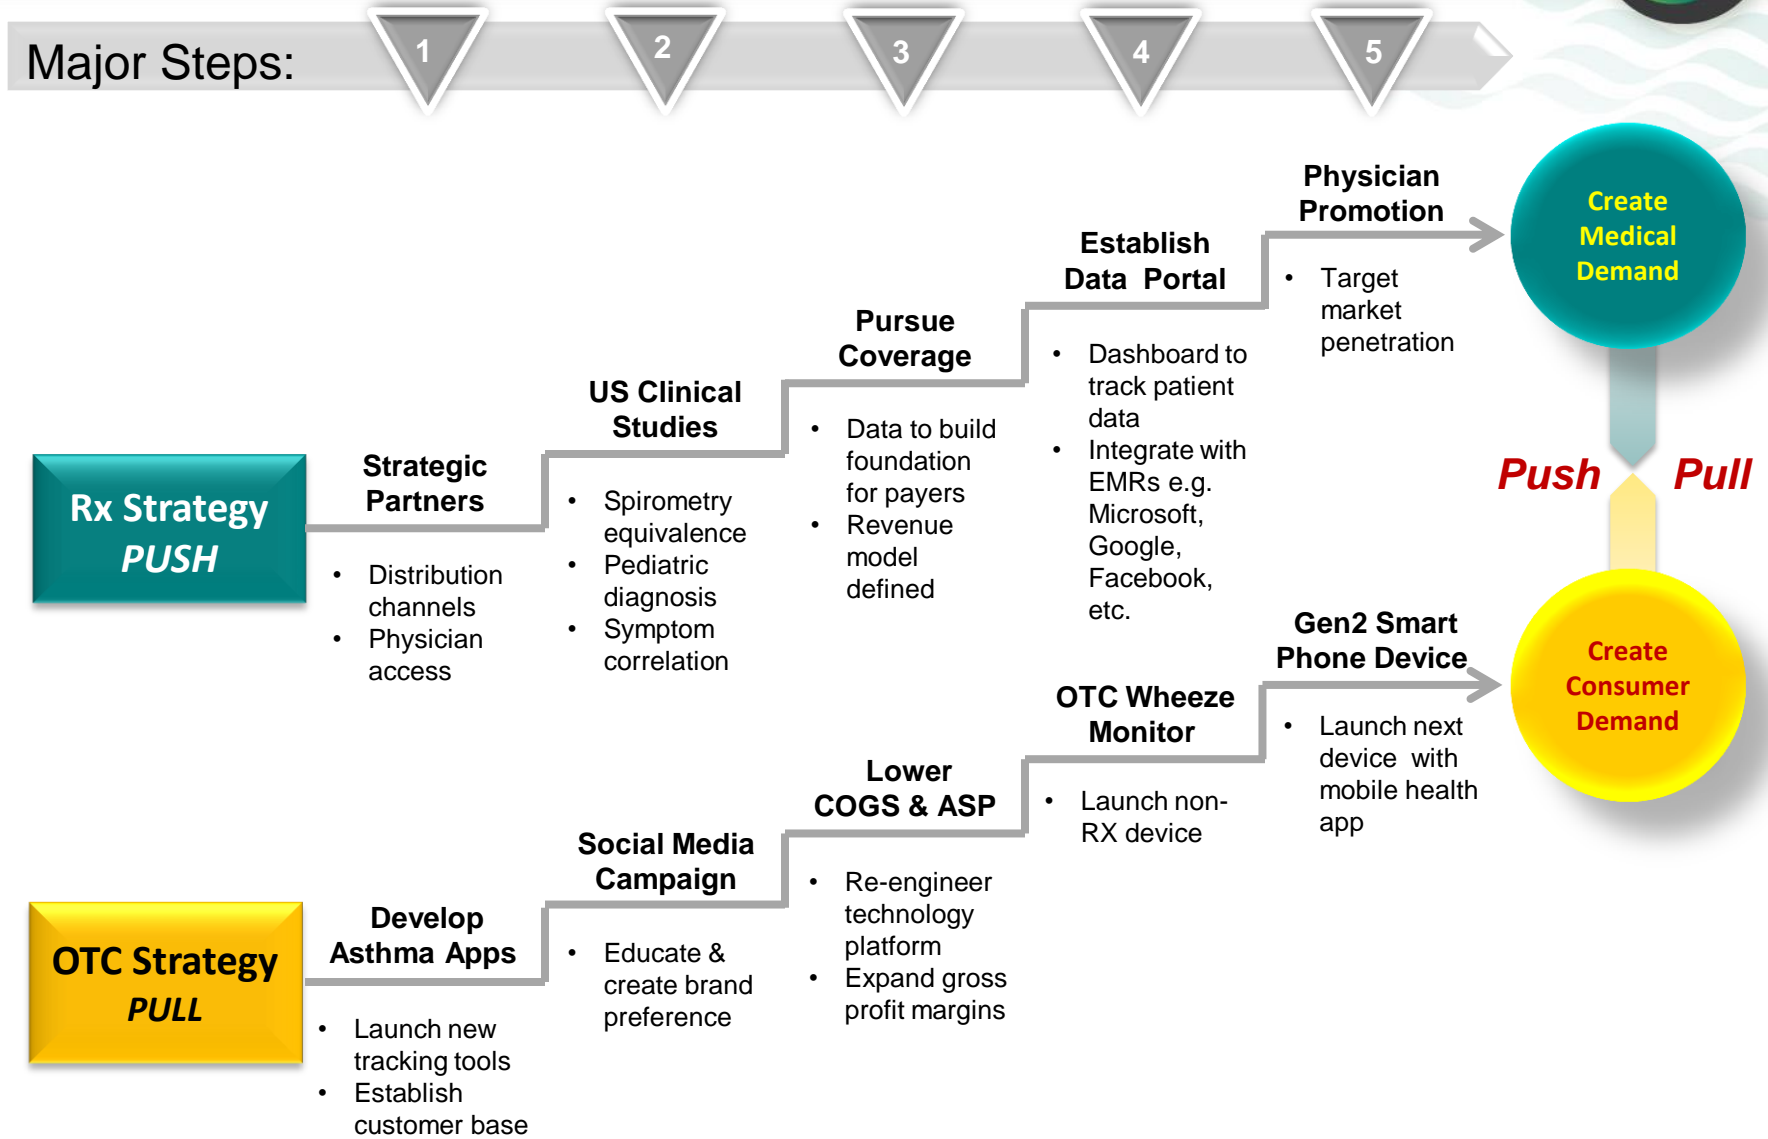 Major Steps:
1
2
3
4
5
Rx Strategy
PUSH
Strategic
Partners
• Distribution
channels
• Physician
access
US Clinical
Studies
• Spirometry
equivalence
• Pediatric
diagnosis
• Symptom
correlation
Pursue
Coverage
• Data to build
foundation
for payers
• Revenue
model
defined
Establish
Data Portal
• Dashboard to
track patient
data
• Integrate with
EMRs e.g.
Microsoft,
Google,
Facebook,
etc.
Physician
Promotion
• Target
market
penetration
Create
Medical
Demand
Push
Pull
OTC Strategy
PULL
Develop
Asthma Apps
• Launch new
tracking tools
• Establish
customer base
Social Media
Campaign
• Educate &
create brand
preference
Lower
COGS & ASP
• Re-engineer
technology
platform
• Expand gross
profit margins
OTC Wheeze
Monitor
• Launch non-
RX device
Gen2 Smart
Phone Device
• Launch next
device with
mobile health
app
Create
Consumer
Demand